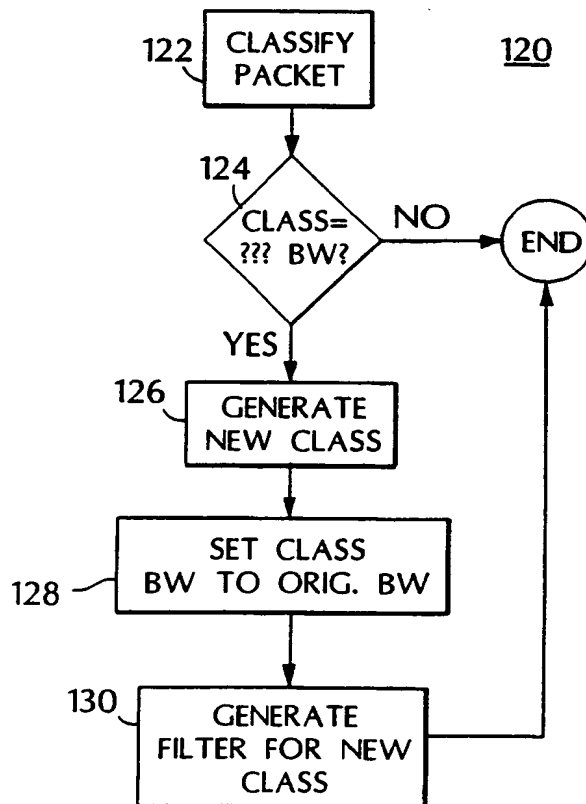 122
CLASSIFY
PACKET
120
124
CLASS=
??? BW?
NO
END
YES
126
GENERATE
NEW CLASS
128
SET CLASS
BW TO ORIG. BW
130
GENERATE
FILTER FOR NEW
CLASS